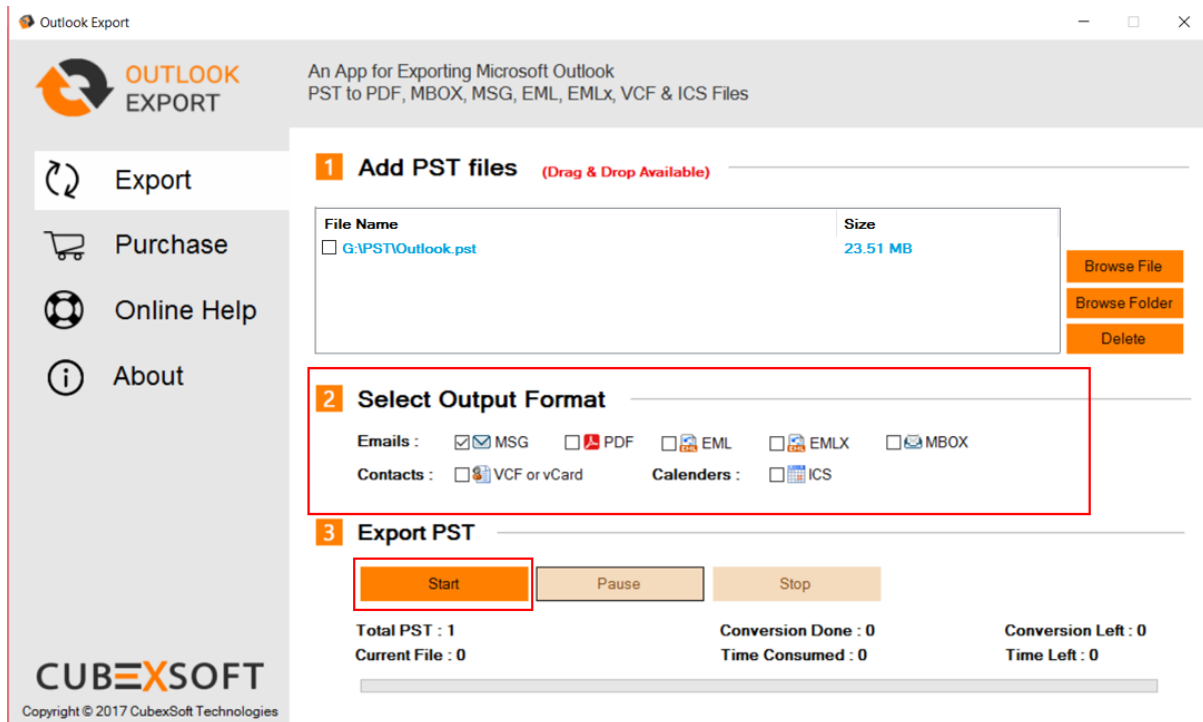 Outlook Export
OUTLOOK
EXPORT
An App for Exporting Microsoft Outlook
PST to PDF, MBOX, MSG, EML, EMLx, VCF & ICS Files
Export
Purchase
Online Help
About
1 Add PST files (Drag & Drop Available)
File Name Size
G:\PST\Outlook.pst 23.51 MB
Browse File
Browse Folder
Delete
2 Select Output Format
Emails : MSG PDF EML EMLX MBOX
Contacts : VCF or vCard Calenders : ICS
3 Export PST
Start Pause Stop
Total PST : 1 Conversion Done : 0 Conversion Left : 0
Current File : 0 Time Consumed : 0 Time Left : 0
CUBEXSOFT
Copyright © 2017 CubexSoft Technologies